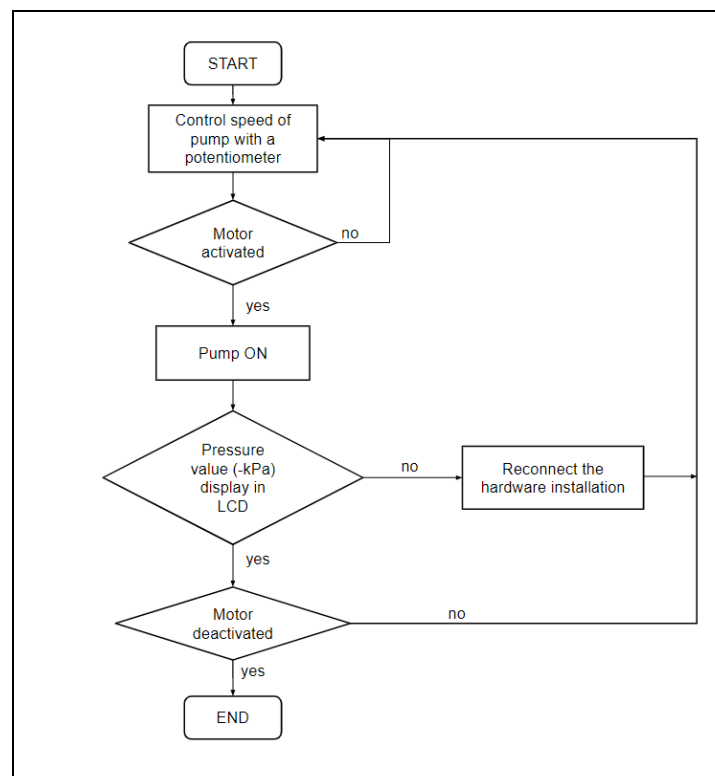 START
Control speed of
pump with a
potentiometer
Motor
activated
no
yes
Pump ON
Pressure
value (-kPa)
display in
LCD
no
Reconnect the
hardware installation
yes
Motor
deactivated
no
yes
END